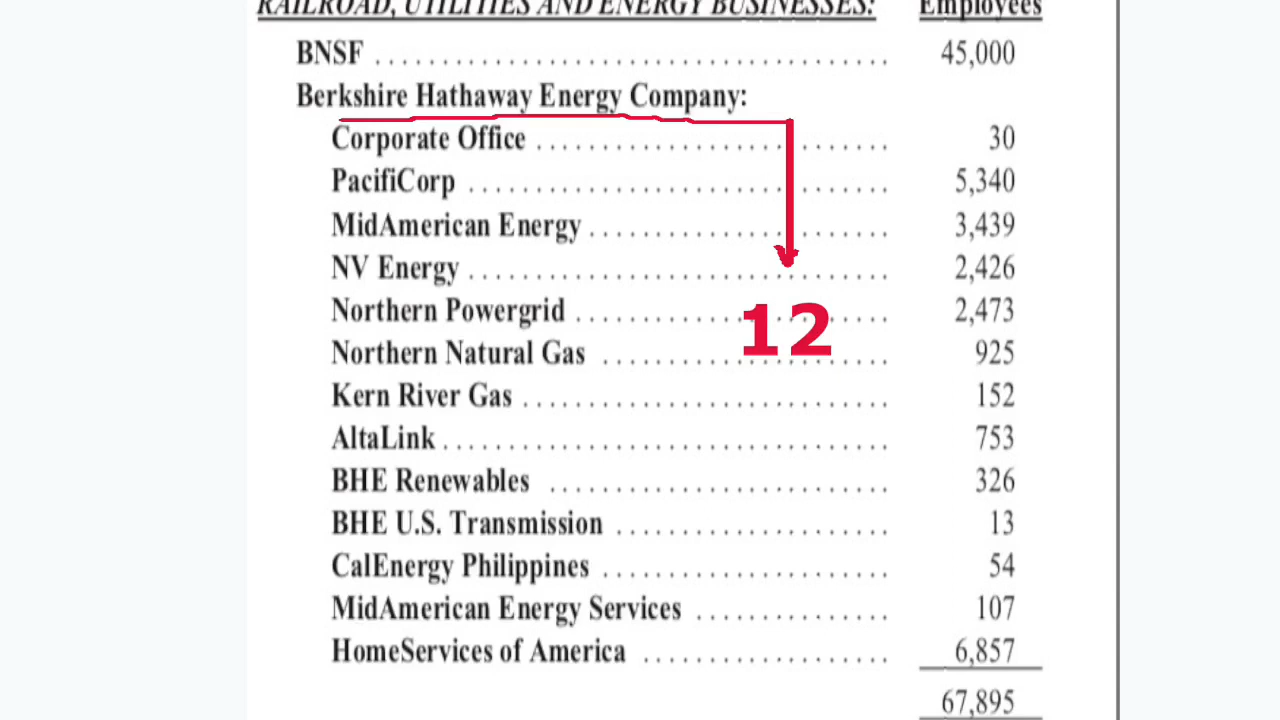 RAILROAD, UTILITIES AND ENERGY BUSINESSES: Employees
BNSF 45,000
Berkshire Hathaway Energy Company:
Corporate Office 30
PacifiCorp 5,340
MidAmerican Energy 3,439
NV Energy 2,426
Northern Powergrid 2,473
12
Northern Natural Gas 925
Kern River Gas 152
AltaLink 753
BHE Renewables 326
BHE U.S. Transmission 13
CalEnergy Philippines 54
MidAmerican Energy Services 107
HomeServices of America 6,857
67,895